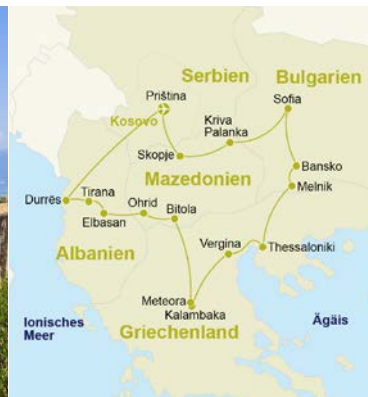 Serbien
Bulgarien
Priština
Sofia
Kosovo
Kriva
Palanka
Skopje
Bansko
Mazedonien
Melnik
Tirana
Durrës
Ohrid
Bitola
Elbasan
Vergina
Thessaloniki
Albanien
Meteora
Kalambaka
Ionisches
Meer
Ägäis
Griechenland